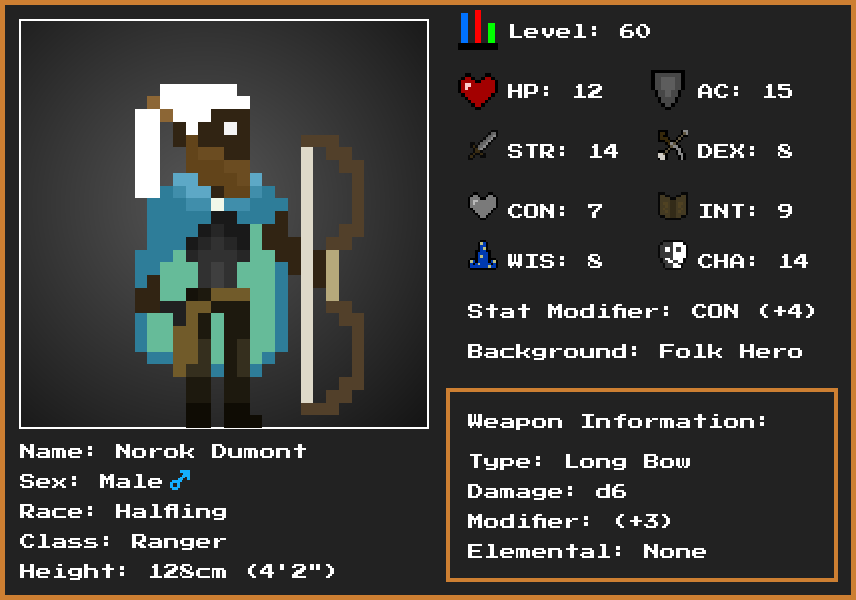 Level: 60
HP: 12 AC: 15
STR: 14 DEX: 8
CON: 7 INT: 9
WIS: 8 CHA: 14
Stat Modifier: CON (+4)
Background: Folk Hero
Weapon Information:
Type: Long Bow
Damage: d6
Modifier: (+3)
Elemental: None
Name: Norok Dumont
Sex: Male♂
Race: Halfling
Class: Ranger
Height: 128cm (4'2")